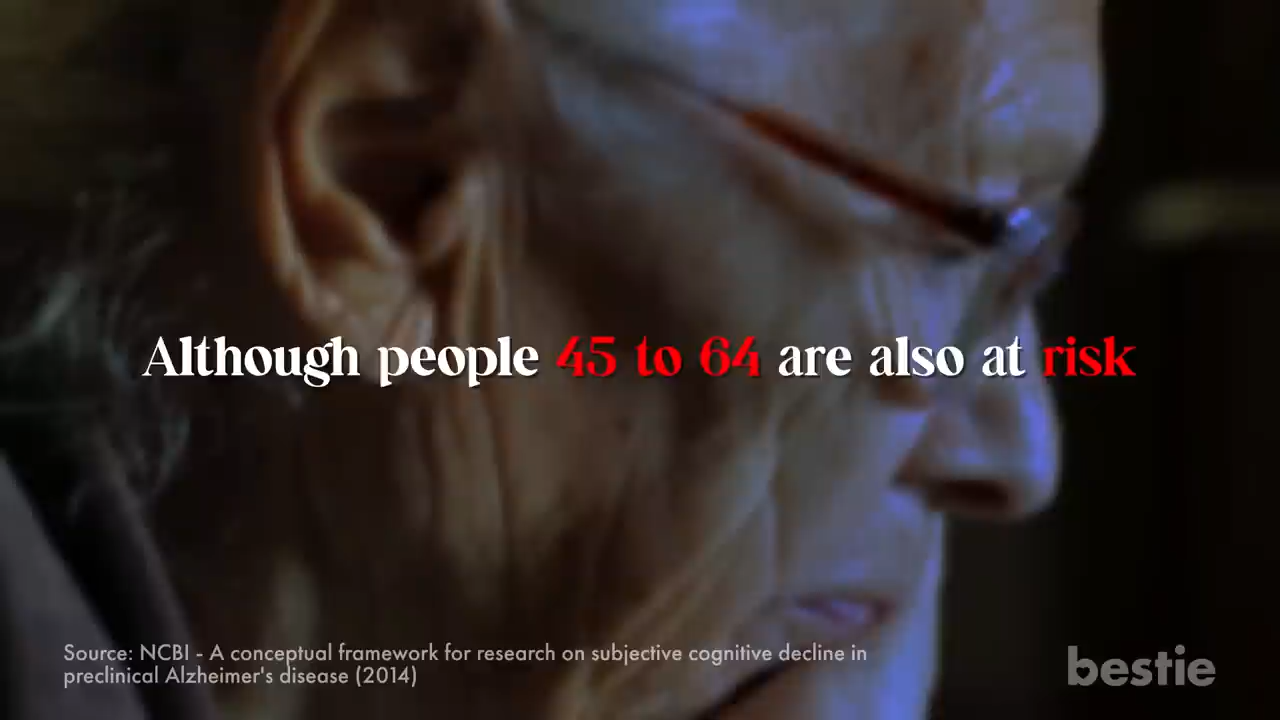 Although people 45 to 64 are also at risk
Source: NCBI - A conceptual framework for research on subjective cognitive decline in
preclinical Alzheimer's disease (2014)
bestie